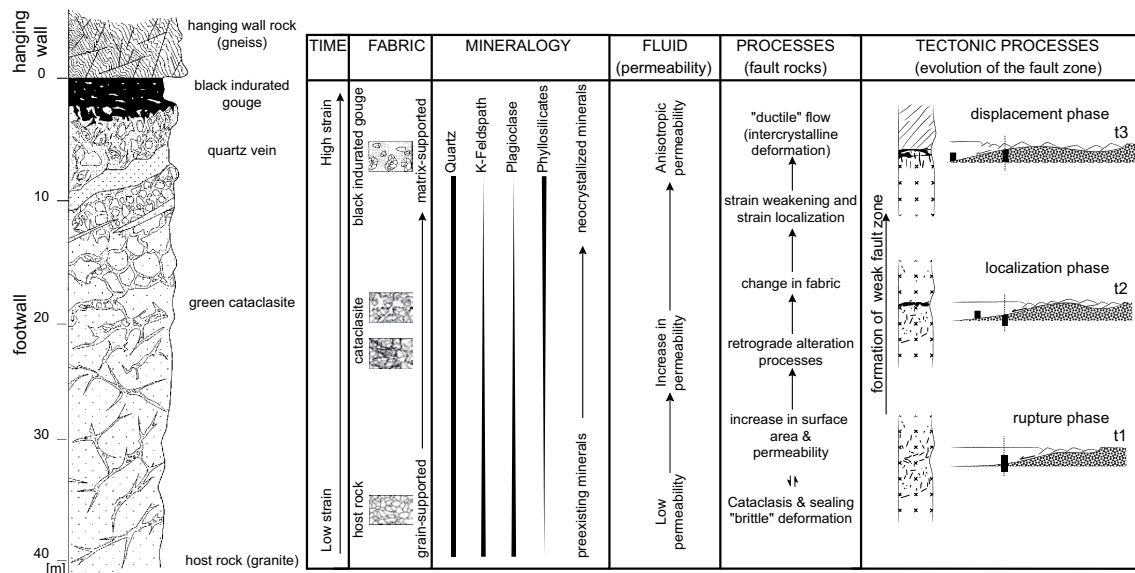 hanging
wall
footwall
0
10
20
30
40
[m]
hanging wall rock
(gneiss)
black indurated
gouge
quartz vein
green cataclasite
host rock (granite)
TIME
FABRIC
MINERALOGY
FLUID
(permeability)
PROCESSES
(fault rocks)
TECTONIC PROCESSES
(evolution of the fault zone)
High strain
Low strain
black indurated gouge
cataclasite
host rock
matrix-supported
grain-supported
Quartz
K-Feldspath
Plagioclase
Phyllosilicates
neocrystallized minerals
preexisting minerals
Anisotropic
permeability
Increase in
permeability
Low
permeability
"ductile" flow
(intercrystalline
deformation)
strain weakening and
strain localization
change in fabric
retrograde alteration
processes
increase in surface
area &
permeability
Cataclasis & sealing
"brittle" deformation
formation of weak fault zone
displacement phase
t3
localization phase
t2
rupture phase
t1